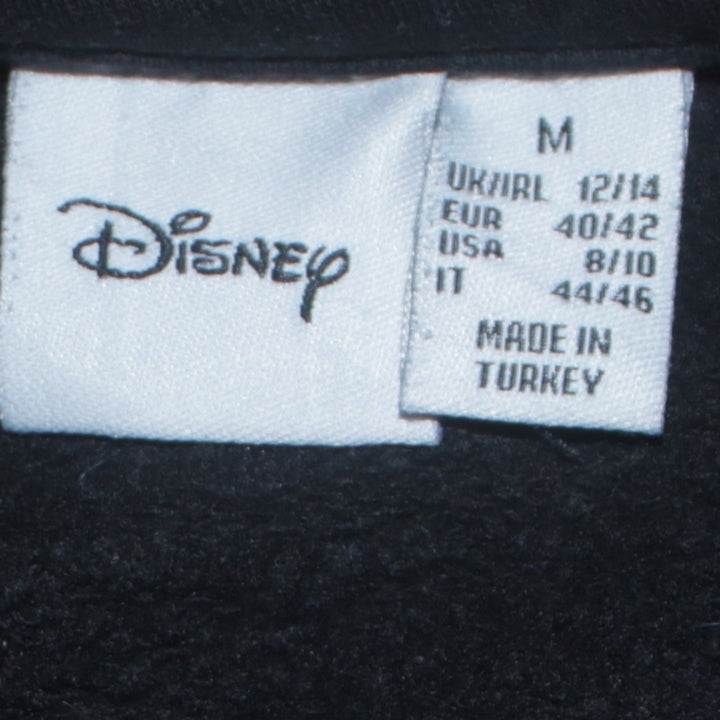 Disney
M
UK/IRL 12/14
EUR 40/42
USA 8/10
IT 44/46
MADE IN
TURKEY